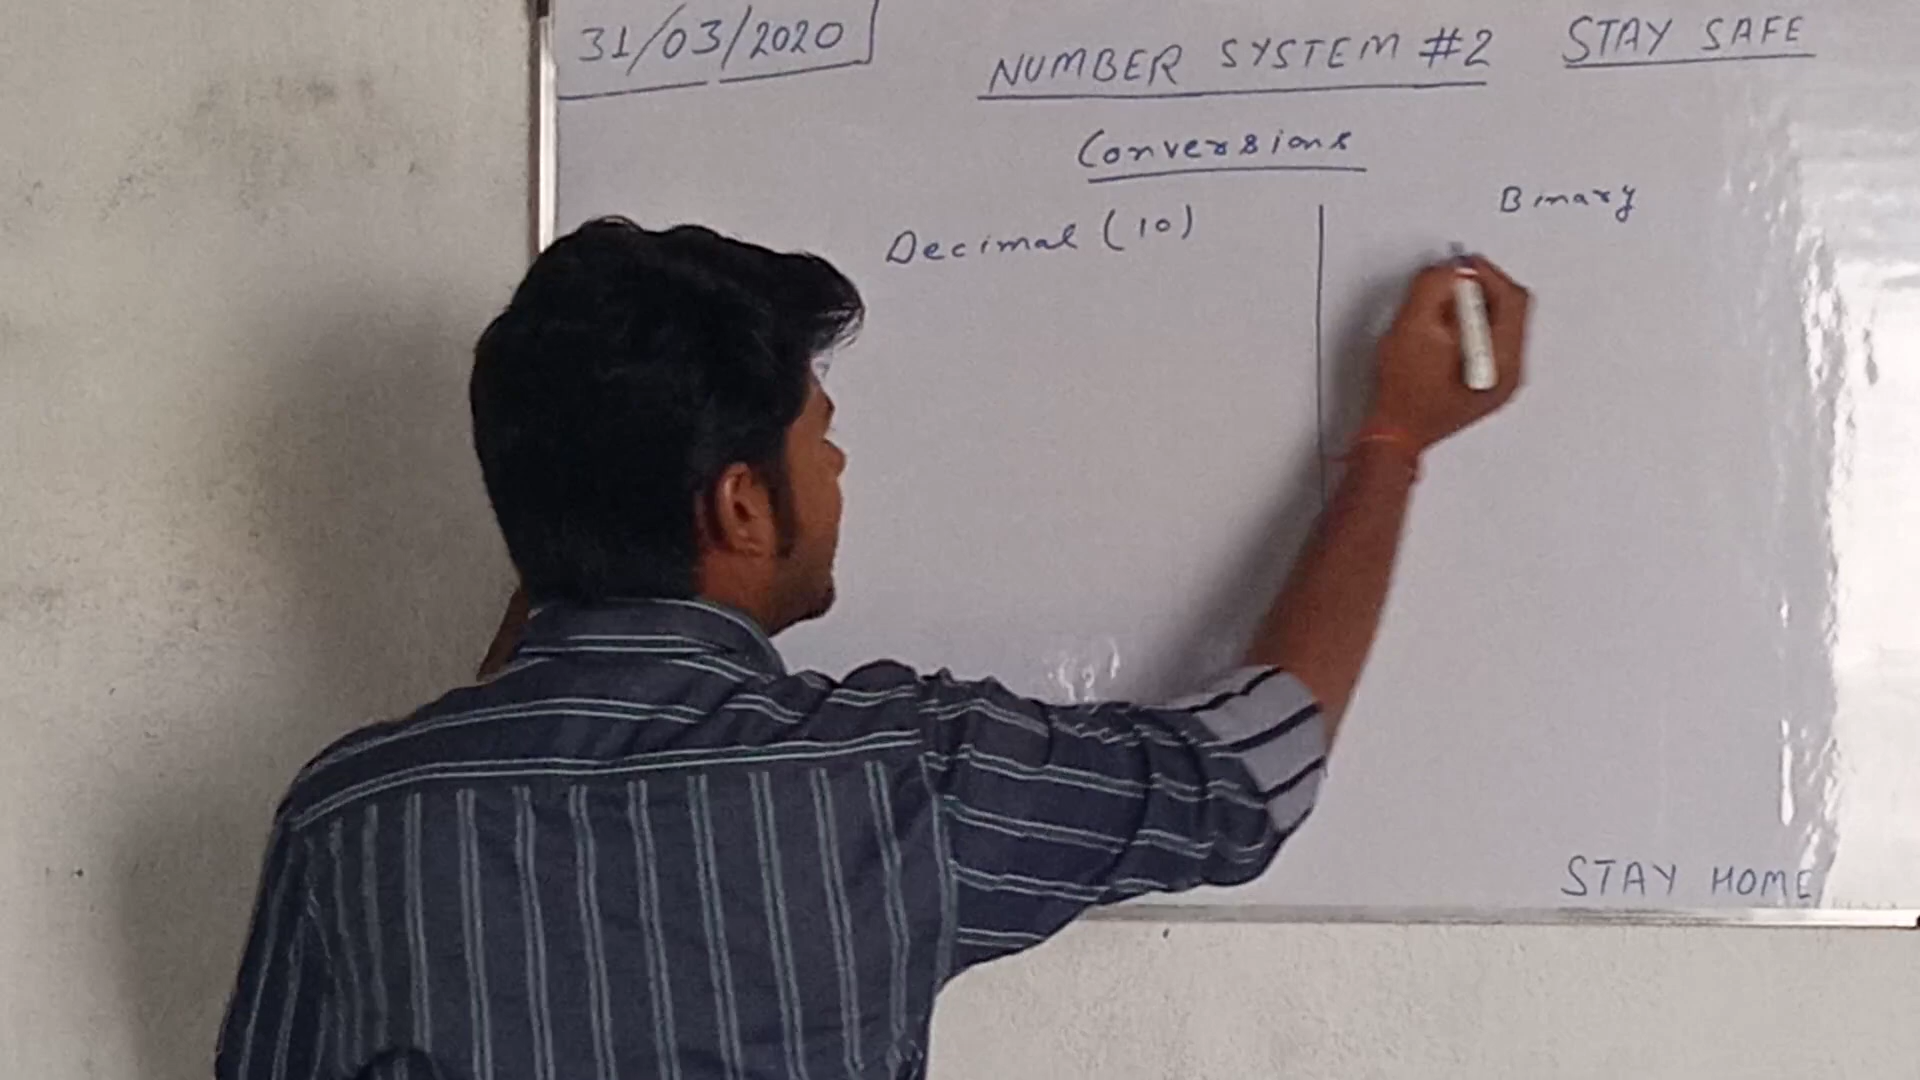 31/03/2020
NUMBER SYSTEM #2
STAY SAFE
Conversions
Decimal (10)
Binary
STAY HOME